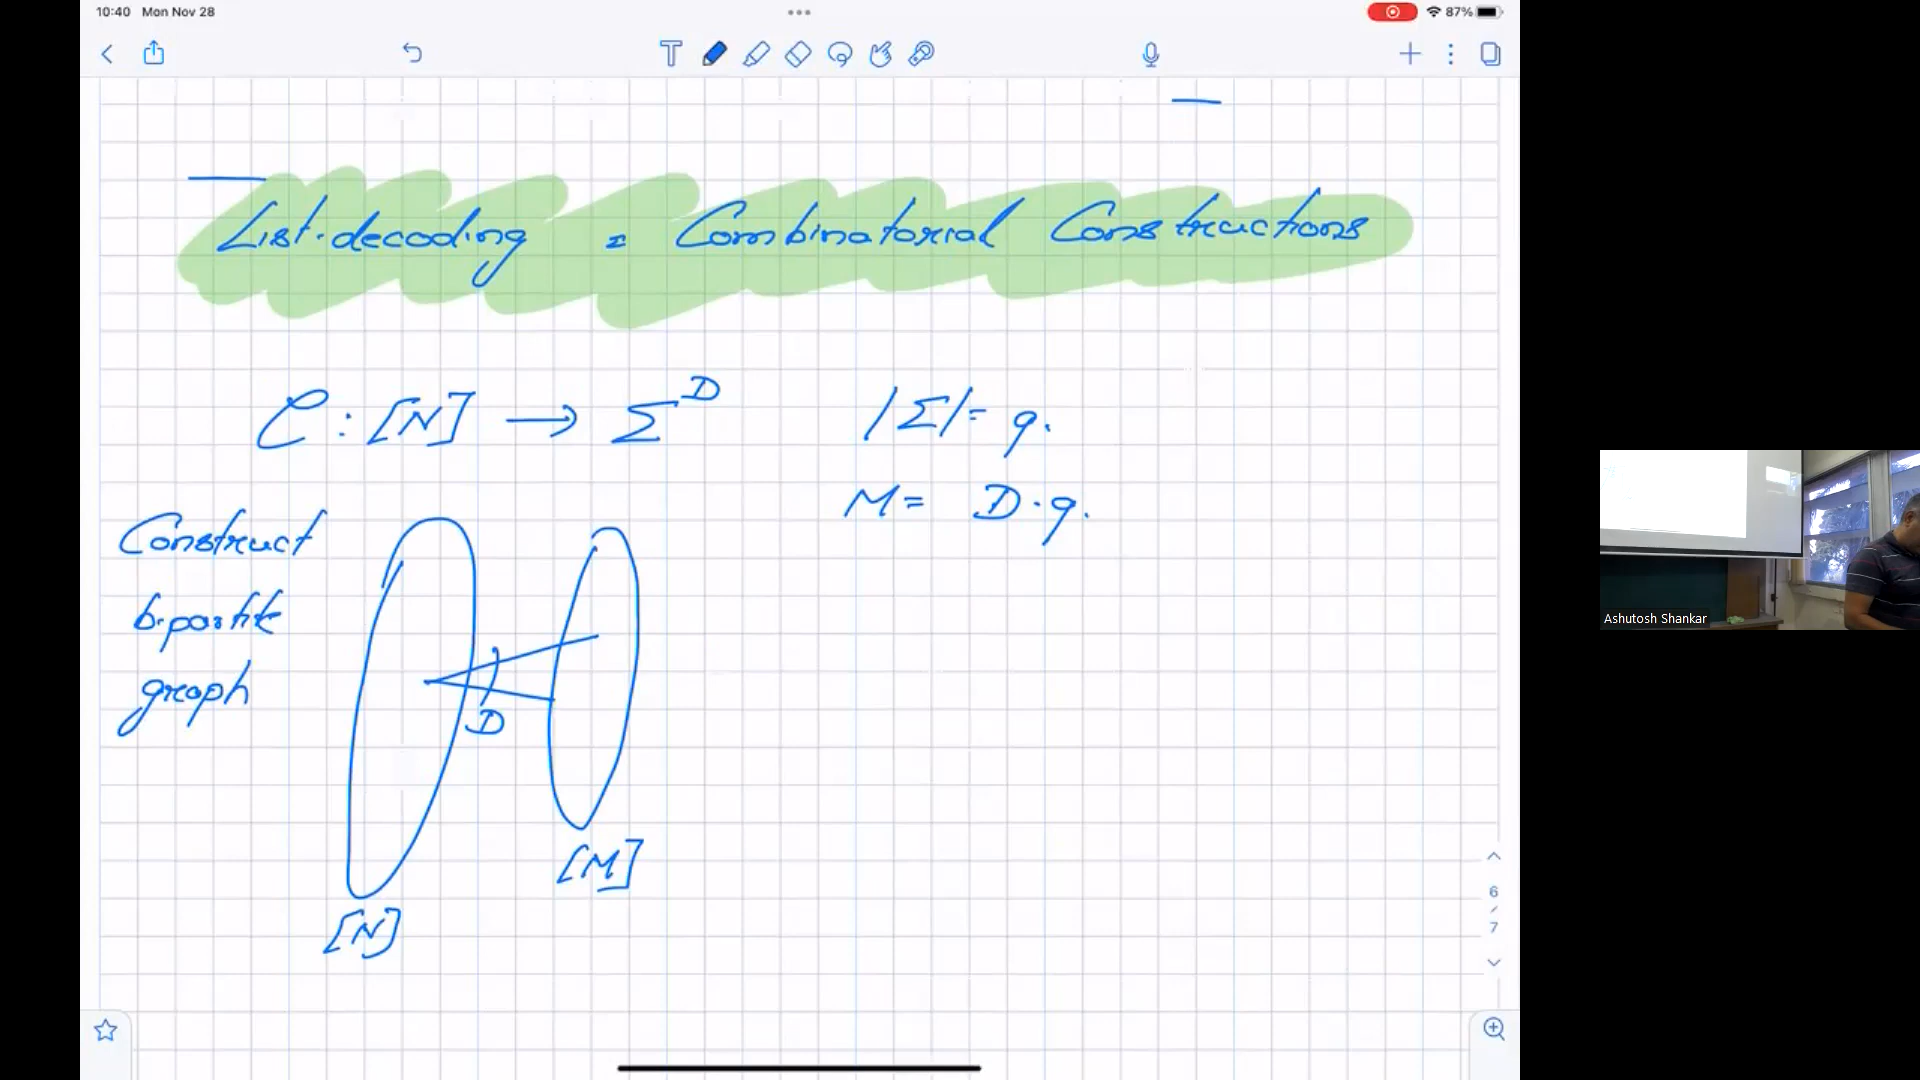 10:40 Mon Nov 28
87%
List-decoding = Combinatorial Constructions
C : [N] → Σ^D |Σ| = q.
M = D·q.
Construct
bipartite
graph
D
[M]
[N]
6
7
Ashutosh Shankar